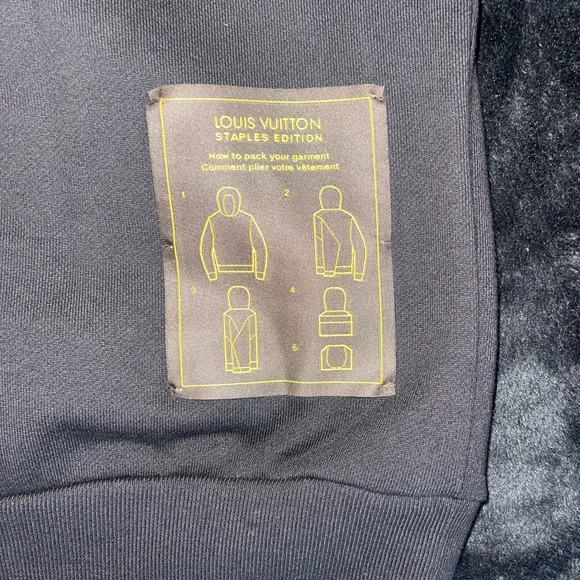 LOUIS VUITTON
STAPLES EDITION
How to pack your garment
Comment plier votre vêtement
1 2
3 4
5